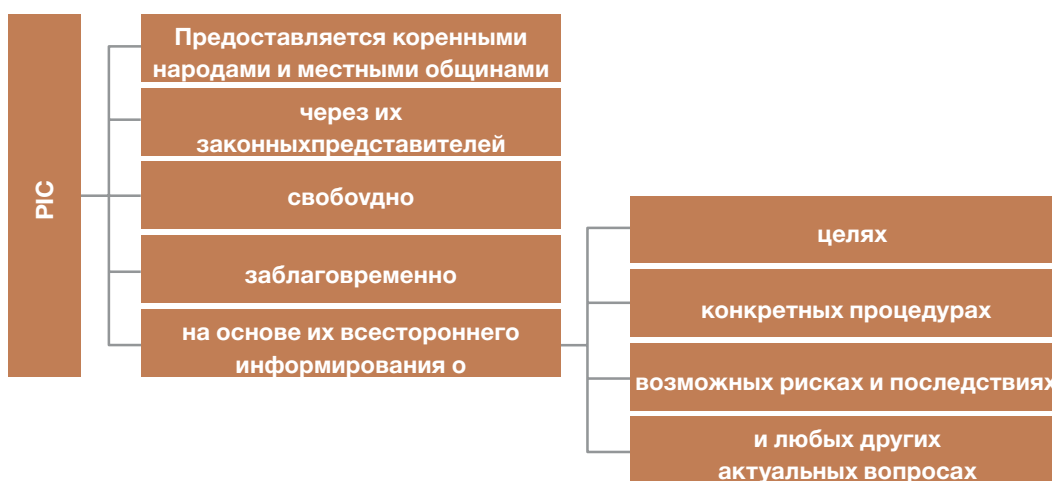 PIC
Предоставляется коренными
народами и местными общинами
через их
законныхпредставителей
свобоvдно
заблаговременно
на основе их всестороннего
информирования о
целях
конкретных процедурах
возможных рисках и последствиях
и любых других
актуальных вопросах